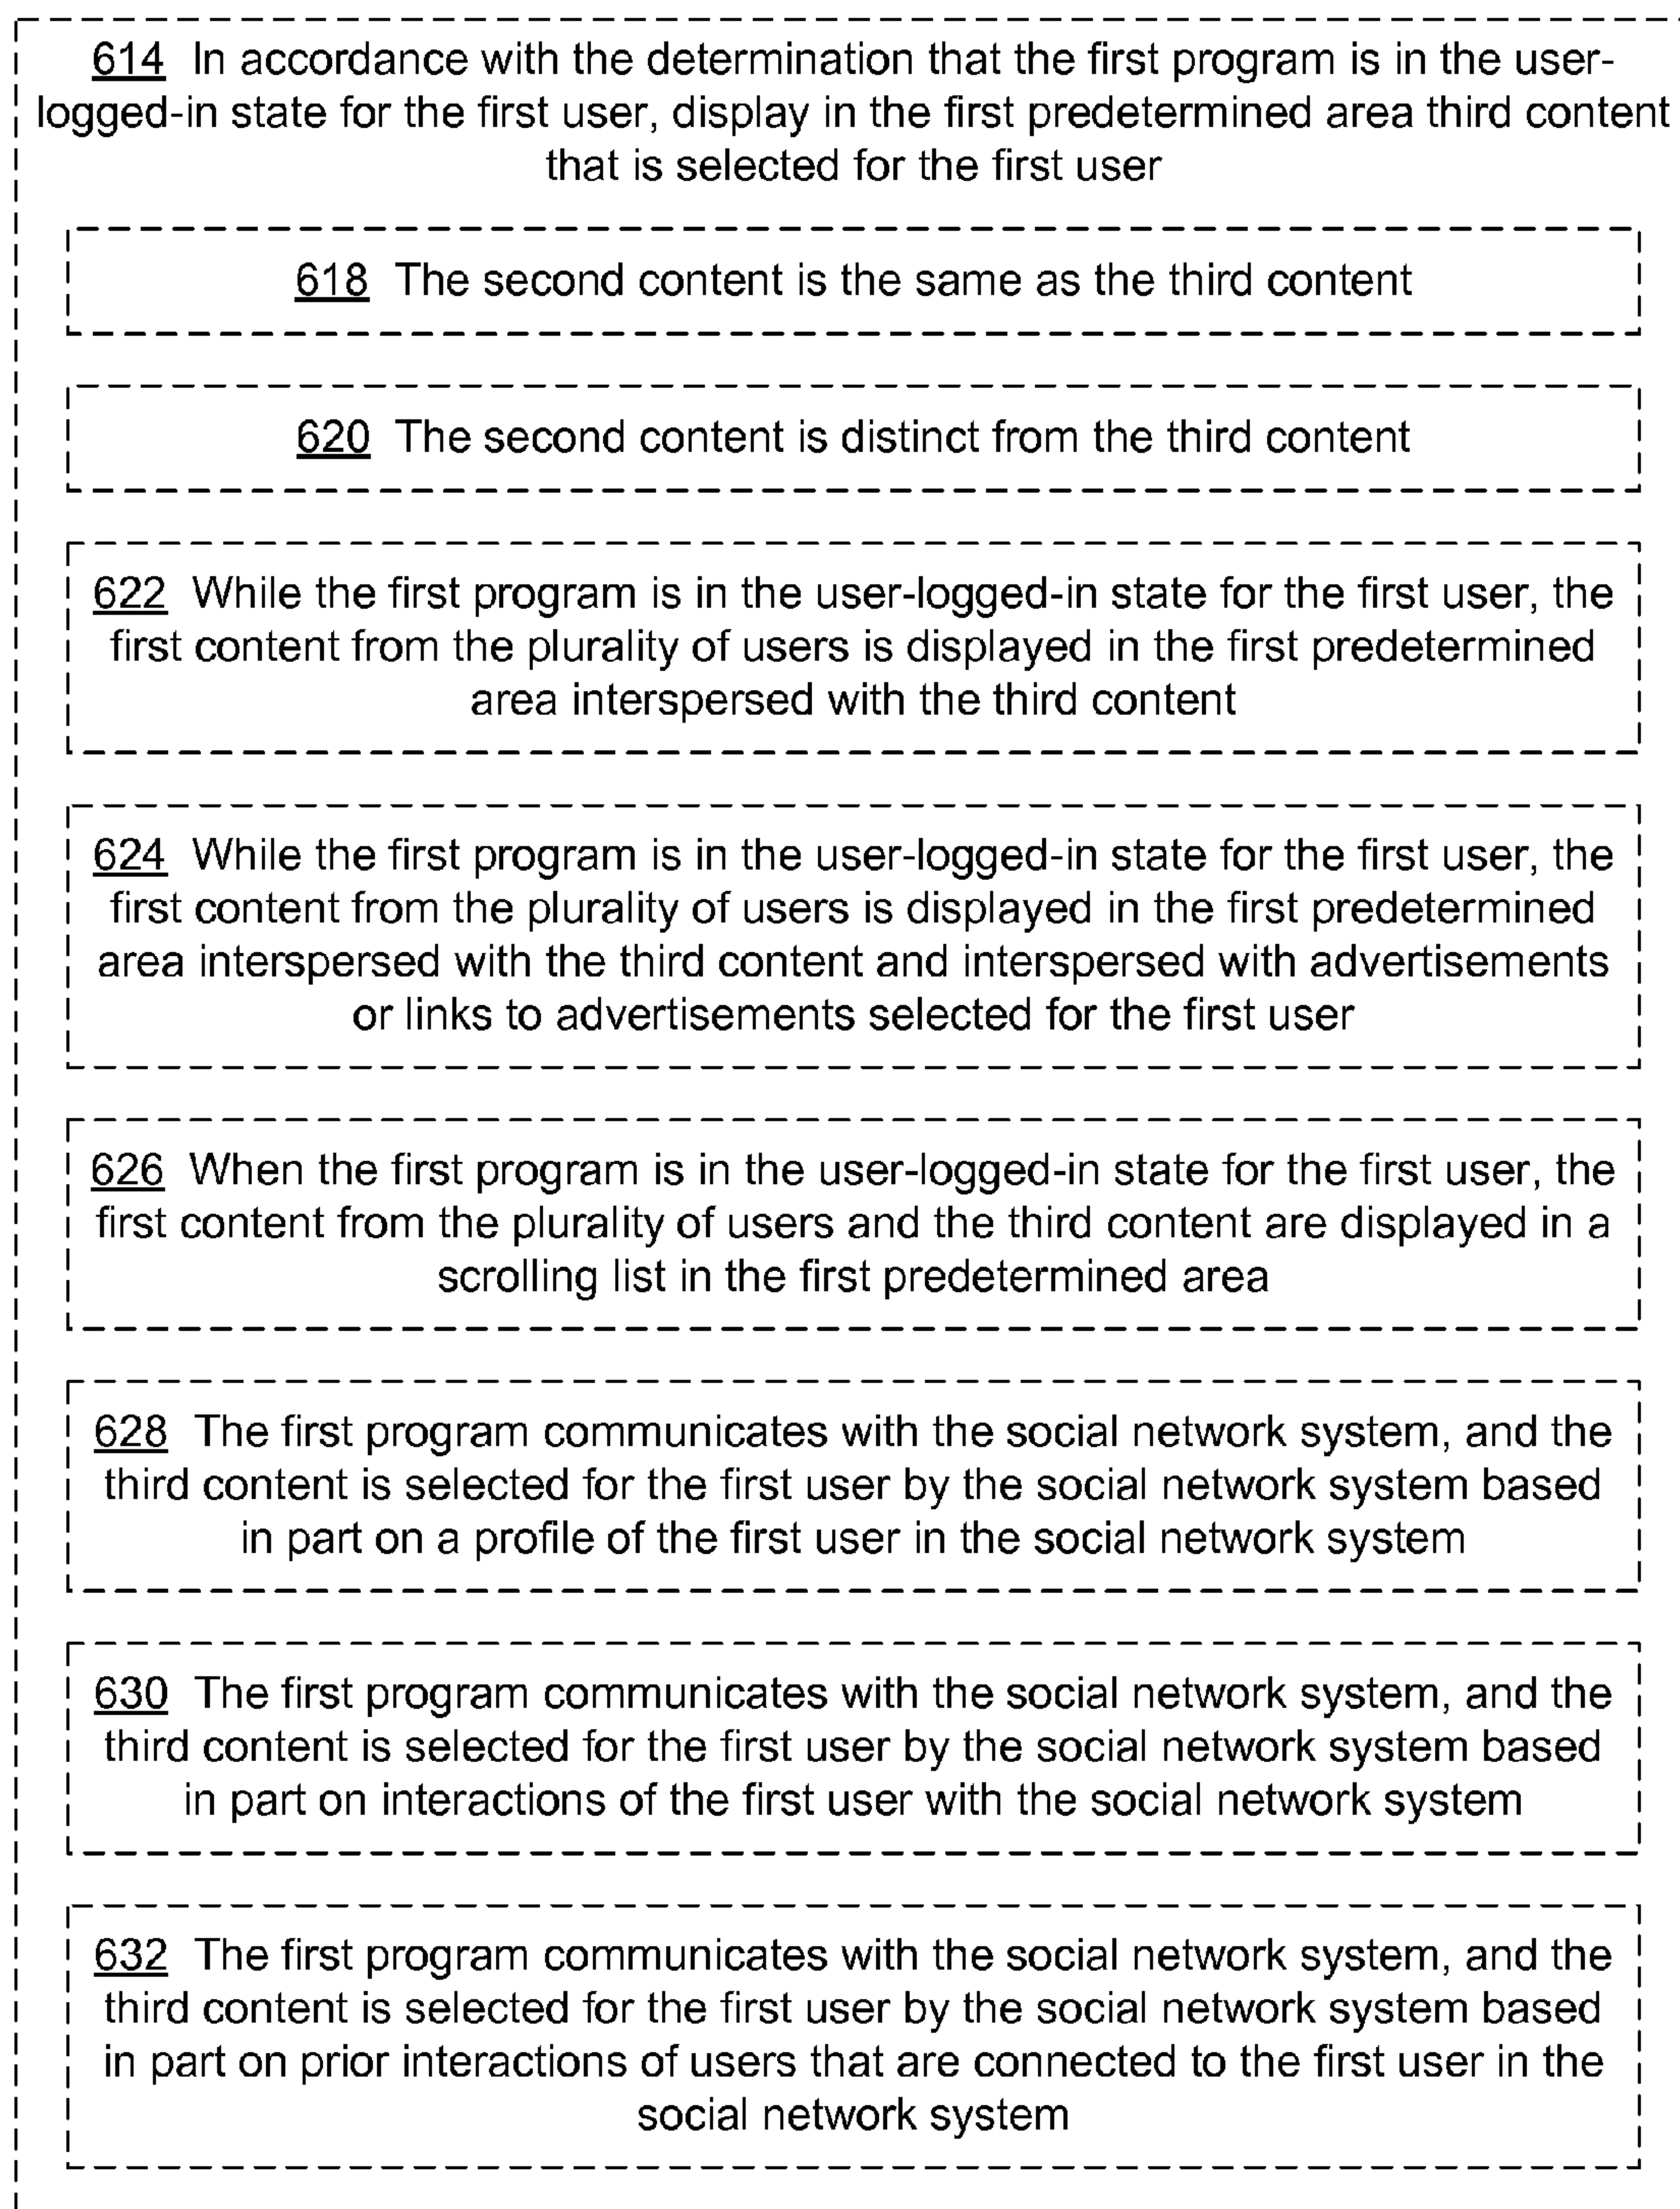 614 In accordance with the determination that the first program is in the user-
logged-in state for the first user, display in the first predetermined area third content
that is selected for the first user
618 The second content is the same as the third content
620 The second content is distinct from the third content
622 While the first program is in the user-logged-in state for the first user, the
first content from the plurality of users is displayed in the first predetermined
area interspersed with the third content
624 While the first program is in the user-logged-in state for the first user, the
first content from the plurality of users is displayed in the first predetermined
area interspersed with the third content and interspersed with advertisements
or links to advertisements selected for the first user
626 When the first program is in the user-logged-in state for the first user, the
first content from the plurality of users and the third content are displayed in a
scrolling list in the first predetermined area
628 The first program communicates with the social network system, and the
third content is selected for the first user by the social network system based
in part on a profile of the first user in the social network system
630 The first program communicates with the social network system, and the
third content is selected for the first user by the social network system based
in part on interactions of the first user with the social network system
632 The first program communicates with the social network system, and the
third content is selected for the first user by the social network system based
in part on prior interactions of users that are connected to the first user in the
social network system